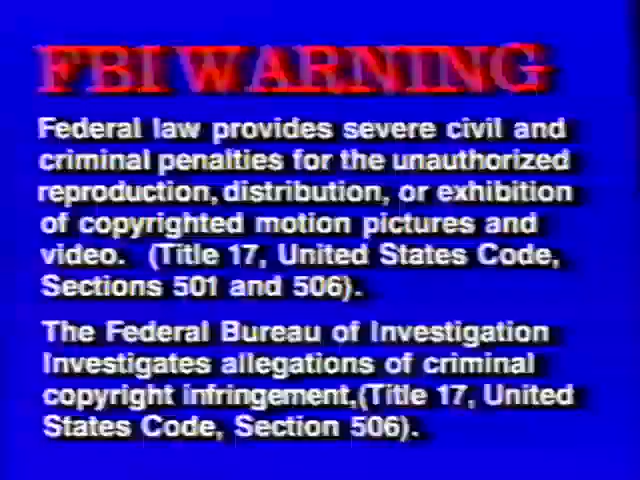 FBI WARNING
Federal law provides severe civil and
criminal penalties for the unauthorized
reproduction, distribution, or exhibition
of copyrighted motion pictures and
video. (Title 17, United States Code,
Sections 501 and 506).
The Federal Bureau of Investigation
Investigates allegations of criminal
copyright infringement,(Title 17, United
States Code, Section 506).